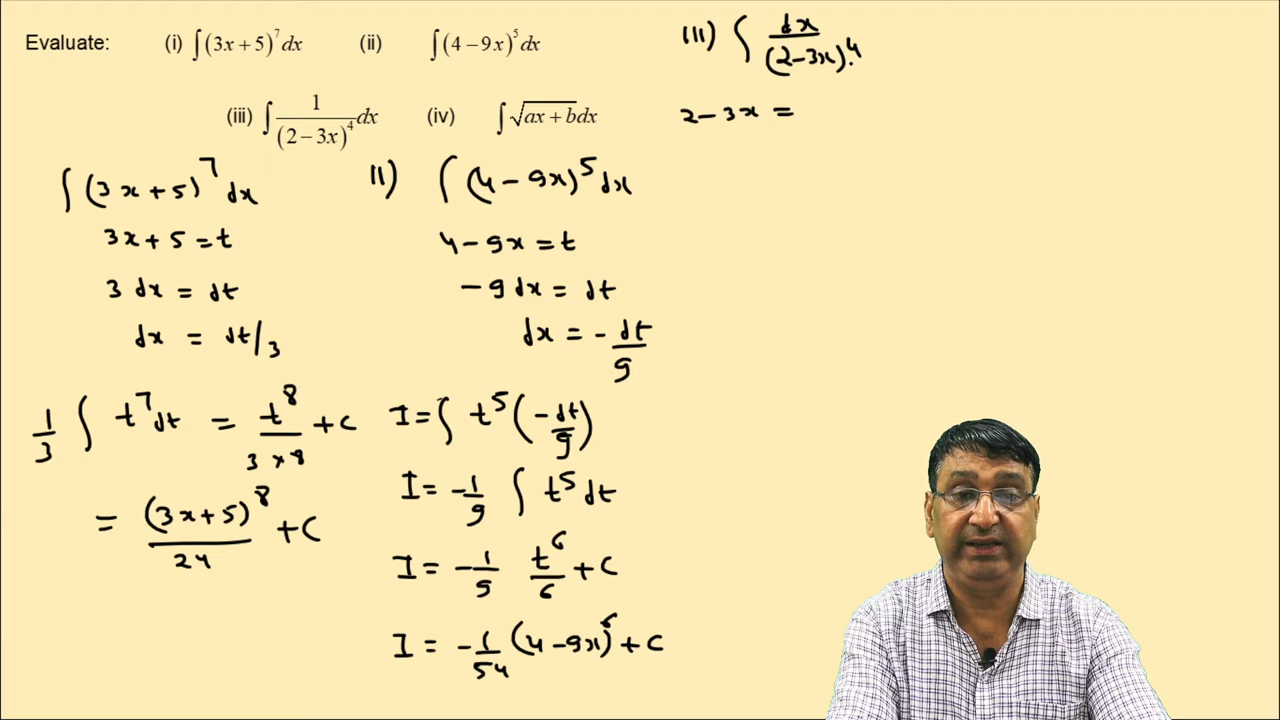 Evaluate: (i) ∫(3x+5)^7 dx (ii) ∫(4−9x)^5 dx
(iii) ∫ 1/(2−3x)^4 dx (iv) ∫√(ax+b) dx
∫(3x+5)^7 dx
3x+5 = t
3 dx = dt
dx = dt/3
1/3 ∫ t^7 dt = t^8/(3×8) + c
= (3x+5)^8/24 + C
II) ∫(4−9x)^5 dx
4−9x = t
−9 dx = dt
dx = −dt/9
I = ∫ t^5 (−dt/9)
I = −1/9 ∫ t^5 dt
I = −1/9 t^6/6 + C
I = −1/54 (4−9x)^6 + C
III) ∫ dx/(2−3x)^4
2−3x =